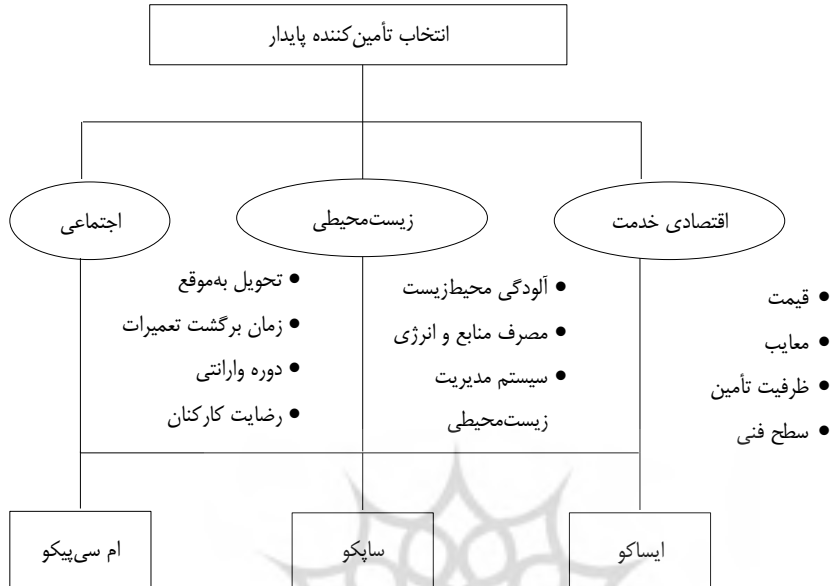 انتخاب تأمین‌کننده پایدار
اقتصادی خدمت
زیست‌محیطی
اجتماعی
• قیمت
• معایب
• ظرفیت تأمین
• سطح فنی
• آلودگی محیط‌زیست
• مصرف منابع و انرژی
• سیستم مدیریت
زیست‌محیطی
• تحویل به‌موقع
• زمان برگشت تعمیرات
• دوره وارانتی
• رضایت کارکنان
ایساکو
ساپکو
ام سی‌پیکو